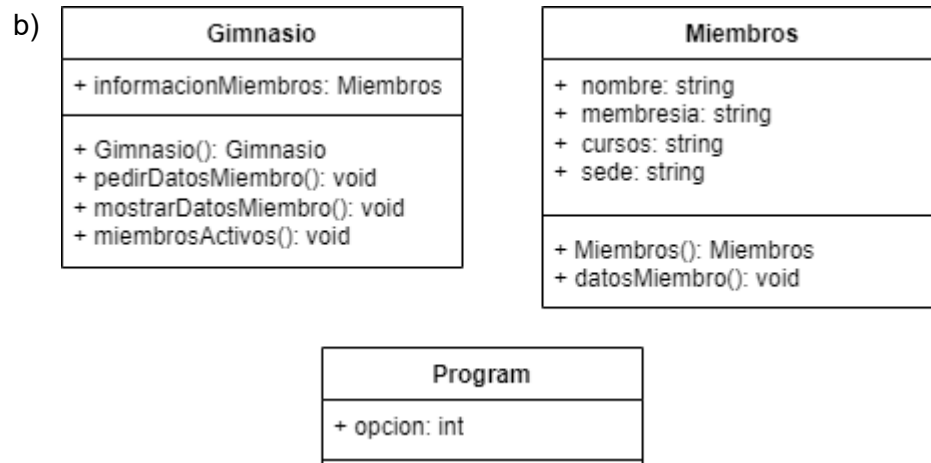 b)
Gimnasio
+ informacionMiembros: Miembros
+ Gimnasio(): Gimnasio
+ pedirDatosMiembro(): void
+ mostrarDatosMiembro(): void
+ miembrosActivos(): void
Miembros
+ nombre: string
+ membresia: string
+ cursos: string
+ sede: string
+ Miembros(): Miembros
+ datosMiembro(): void
Program
+ opcion: int